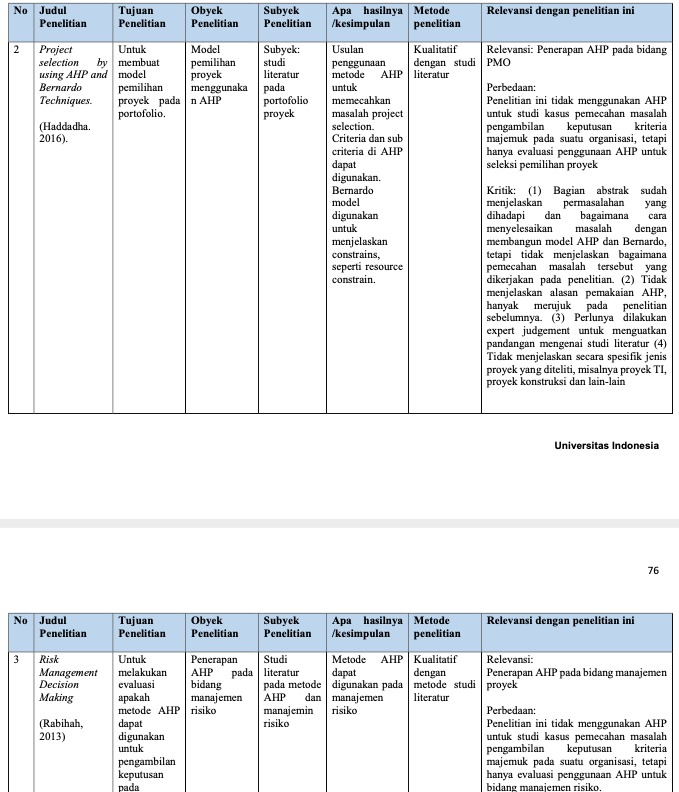 No Judul Penelitian
Tujuan Penelitian
Obyek Penelitian
Subyek Penelitian
Apa hasilnya /kesimpulan
Metode penelitian
Relevansi dengan penelitian ini
2
Project
selection by
using AHP and
Bernardo
Techniques.
(Haddadha.
2016).
Untuk
membuat
model
pemilihan
proyek pada
portofolio.
Model
pemilihan
proyek
menggunaka
n AHP
Subyek:
studi
literatur
pada
portofolio
proyek
Usulan
penggunaan
metode AHP
untuk
memecahkan
masalah project
selection.
Criteria dan sub
criteria di AHP
dapat
digunakan.
Bernardo
model
digunakan
untuk
menjelaskan
constrains,
seperti resource
constrain.
Kualitatif
dengan studi
literatur
Relevansi: Penerapan AHP pada bidang
PMO
Perbedaan:
Penelitian ini tidak menggunakan AHP
untuk studi kasus pemecahan masalah
pengambilan keputusan kriteria
majemuk pada suatu organisasi, tetapi
hanya evaluasi penggunaan AHP untuk
seleksi pemilihan proyek
Kritik: (1) Bagian abstrak sudah
menjelaskan permasalahan yang
dihadapi dan bagaimana cara
menyelesaikan masalah dengan
membangun model AHP dan Bernardo,
tetapi tidak menjelaskan bagaimana
pemecahan masalah tersebut yang
dikerjakan pada penelitian. (2) Tidak
menjelaskan alasan pemakaian AHP,
hanyak merujuk pada penelitian
sebelumnya. (3) Perlunya dilakukan
expert judgement untuk menguatkan
pandangan mengenai studi literatur (4)
Tidak menjelaskan secara spesifik jenis
proyek yang diteliti, misalnya proyek TI,
proyek konstruksi dan lain-lain
Universitas Indonesia
76
No Judul Penelitian
Tujuan Penelitian
Obyek Penelitian
Subyek Penelitian
Apa hasilnya /kesimpulan
Metode penelitian
Relevansi dengan penelitian ini
3
Risk
Management
Decision
Making
(Rabihah,
2013)
Untuk
melakukan
evaluasi
apakah
metode AHP
dapat
digunakan
untuk
pengambilan
keputusan
pada
Penerapan
AHP pada
bidang
manajemen
risiko
Studi
literatur
pada metode
AHP dan
manajemin
risiko
Metode AHP
dapat
digunakan pada
manajemen
risiko
Kualitatif
dengan
metode studi
literatur
Relevansi:
Penerapan AHP pada bidang manajemen
proyek
Perbedaan:
Penelitian ini tidak menggunakan AHP
untuk studi kasus pemecahan masalah
pengambilan keputusan kriteria
majemuk pada suatu organisasi, tetapi
hanya evaluasi penggunaan AHP untuk
bidang manajemen risiko.